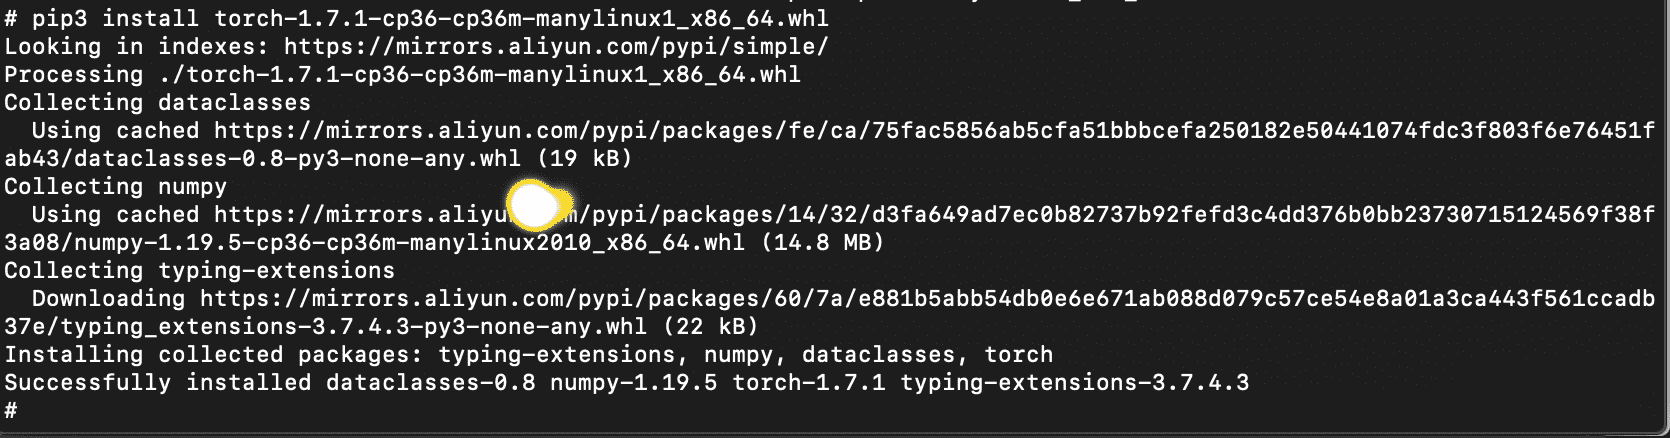 # pip3 install torch-1.7.1-cp36-cp36m-manylinux1_x86_64.whl
Looking in indexes: https://mirrors.aliyun.com/pypi/simple/
Processing ./torch-1.7.1-cp36-cp36m-manylinux1_x86_64.whl
Collecting dataclasses
  Using cached https://mirrors.aliyun.com/pypi/packages/fe/ca/75fac5856ab5cfa51bbbcefa250182e50441074fdc3f803f6e76451f
ab43/dataclasses-0.8-py3-none-any.whl (19 kB)
Collecting numpy
  Using cached https://mirrors.aliyu m/pypi/packages/14/32/d3fa649ad7ec0b82737b92fefd3c4dd376b0bb23730715124569f38f
3a08/numpy-1.19.5-cp36-cp36m-manylinux2010_x86_64.whl (14.8 MB)
Collecting typing-extensions
  Downloading https://mirrors.aliyun.com/pypi/packages/60/7a/e881b5abb54db0e6e671ab088d079c57ce54e8a01a3ca443f561ccadb
37e/typing_extensions-3.7.4.3-py3-none-any.whl (22 kB)
Installing collected packages: typing-extensions, numpy, dataclasses, torch
Successfully installed dataclasses-0.8 numpy-1.19.5 torch-1.7.1 typing-extensions-3.7.4.3
#